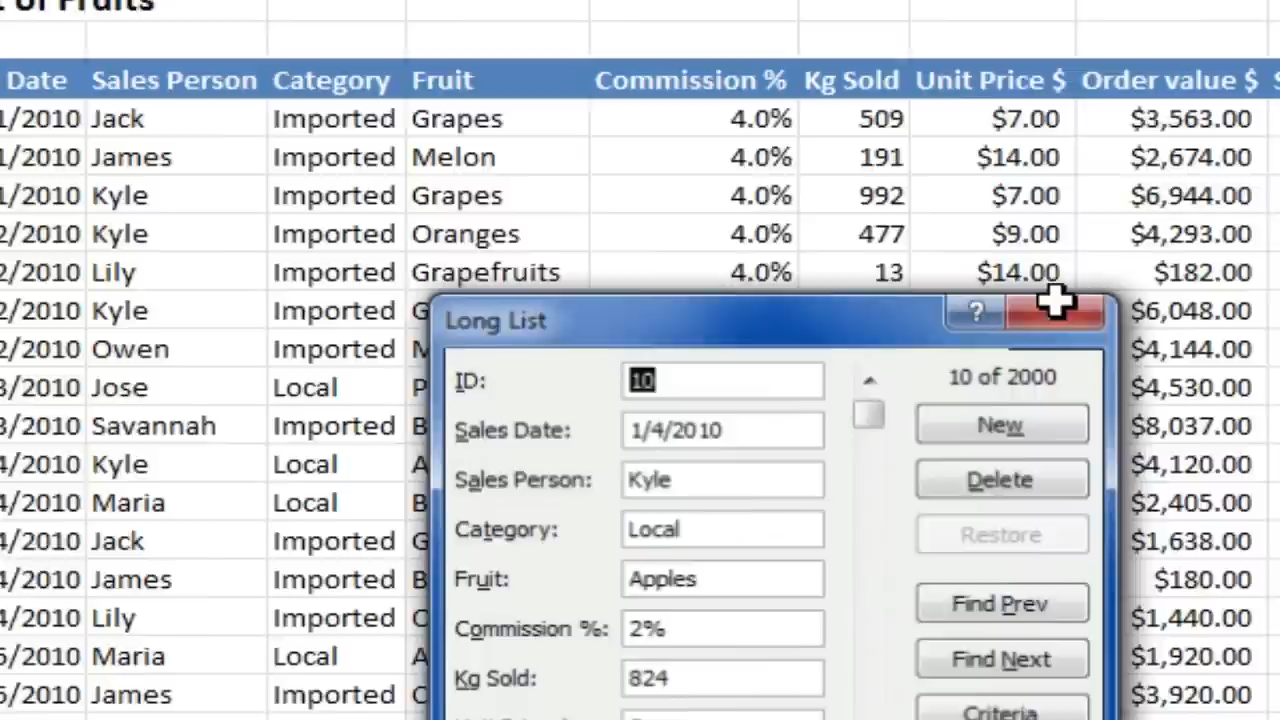 of Fruits
Date Sales Person Category Fruit Commission % Kg Sold Unit Price $ Order value $
1/2010 Jack Imported Grapes 4.0% 509 $7.00 $3,563.00
1/2010 James Imported Melon 4.0% 191 $14.00 $2,674.00
1/2010 Kyle Imported Grapes 4.0% 992 $7.00 $6,944.00
2/2010 Kyle Imported Oranges 4.0% 477 $9.00 $4,293.00
2/2010 Lily Imported Grapefruits 4.0% 13 $14.00 $182.00
2/2010 Kyle Imported G $6,048.00
2/2010 Owen Imported M $4,144.00
3/2010 Jose Local P $4,530.00
3/2010 Savannah Imported B $8,037.00
4/2010 Kyle Local A $4,120.00
4/2010 Maria Local B $2,405.00
4/2010 Jack Imported G $1,638.00
4/2010 James Imported B $180.00
4/2010 Lily Imported $1,440.00
5/2010 Maria Local A $1,920.00
5/2010 James Imported $3,920.00
Long List ?
ID: 10 10 of 2000
Sales Date: 1/4/2010 New
Sales Person: Kyle Delete
Category: Local Restore
Fruit: Apples Find Prev
Commission %: 2% Find Next
Kg Sold: 824 Criteria